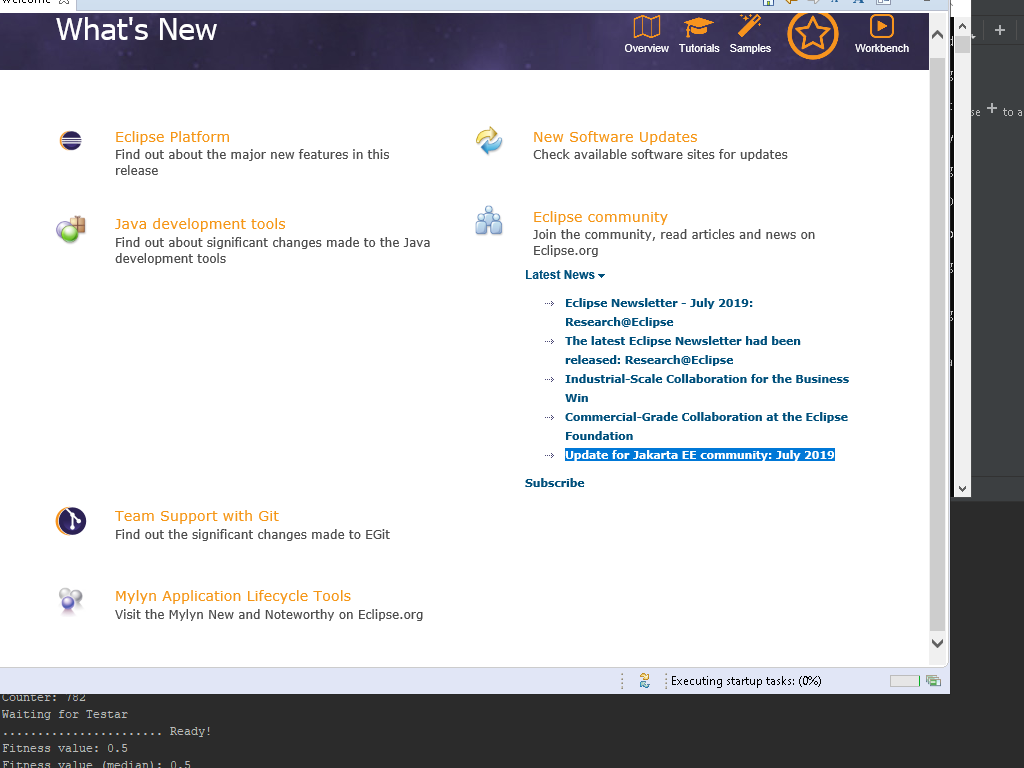 Welcome
What's New
Overview
Tutorials
Samples
Workbench
Eclipse Platform
Find out about the major new features in this
release
New Software Updates
Check available software sites for updates
Java development tools
Find out about significant changes made to the Java
development tools
Eclipse community
Join the community, read articles and news on
Eclipse.org
Latest News
Eclipse Newsletter - July 2019:
Research@Eclipse
The latest Eclipse Newsletter had been
released: Research@Eclipse
Industrial-Scale Collaboration for the Business
Win
Commercial-Grade Collaboration at the Eclipse
Foundation
Update for Jakarta EE community: July 2019
Subscribe
Team Support with Git
Find out the significant changes made to EGit
Mylyn Application Lifecycle Tools
Visit the Mylyn New and Noteworthy on Eclipse.org
Executing startup tasks: (0%)
se + to a
Counter: 782
Waiting for Testar
....................... Ready!
Fitness value: 0.5
Fitness value (median): 0.5